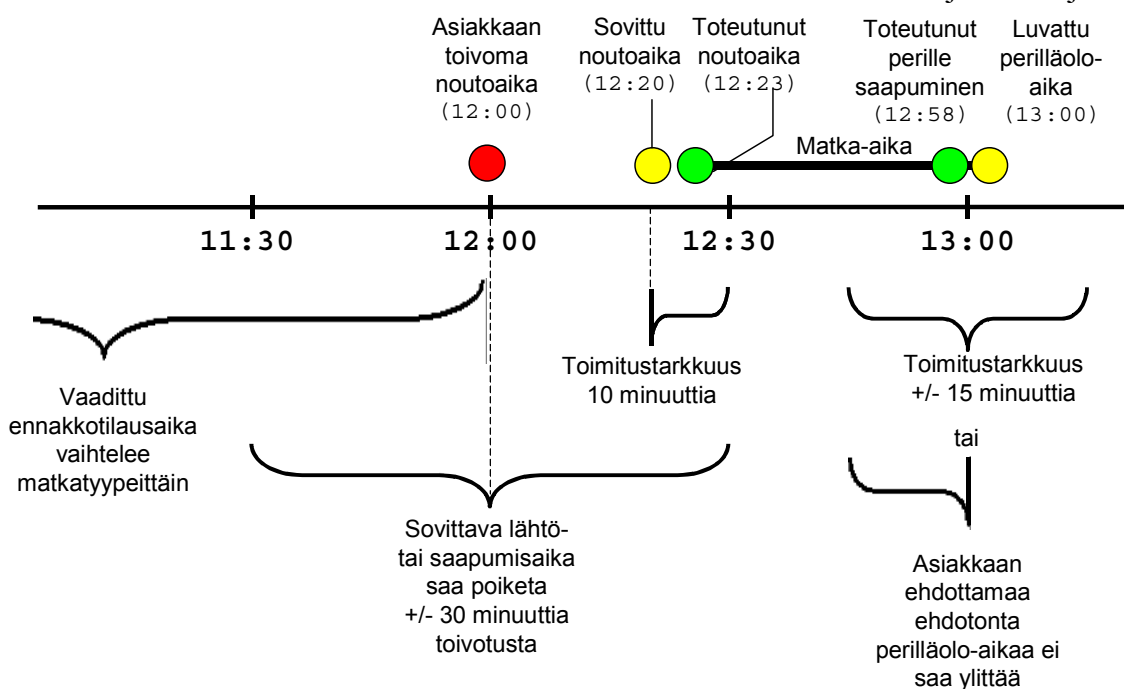 Asiakkaan
toivoma
noutoaika
(12:00)
Sovittu
noutoaika
(12:20)
Toteutunut
noutoaika
(12:23)
Toteutunut
perille
saapuminen
(12:58)
Luvattu
perilläolo-
aika
(13:00)
Matka-aika
11:30
12:00
12:30
13:00
Vaadittu
ennakkotilausaika
vaihtelee
matkatyypeittäin
Sovittava lähtö-
tai saapumisaika
saa poiketa
+/- 30 minuuttia
toivotusta
Toimitustarkkuus
10 minuuttia
Toimitustarkkuus
+/- 15 minuuttia
tai
Asiakkaan
ehdottamaa
ehdotonta
perilläolo-aikaa ei
saa ylittää